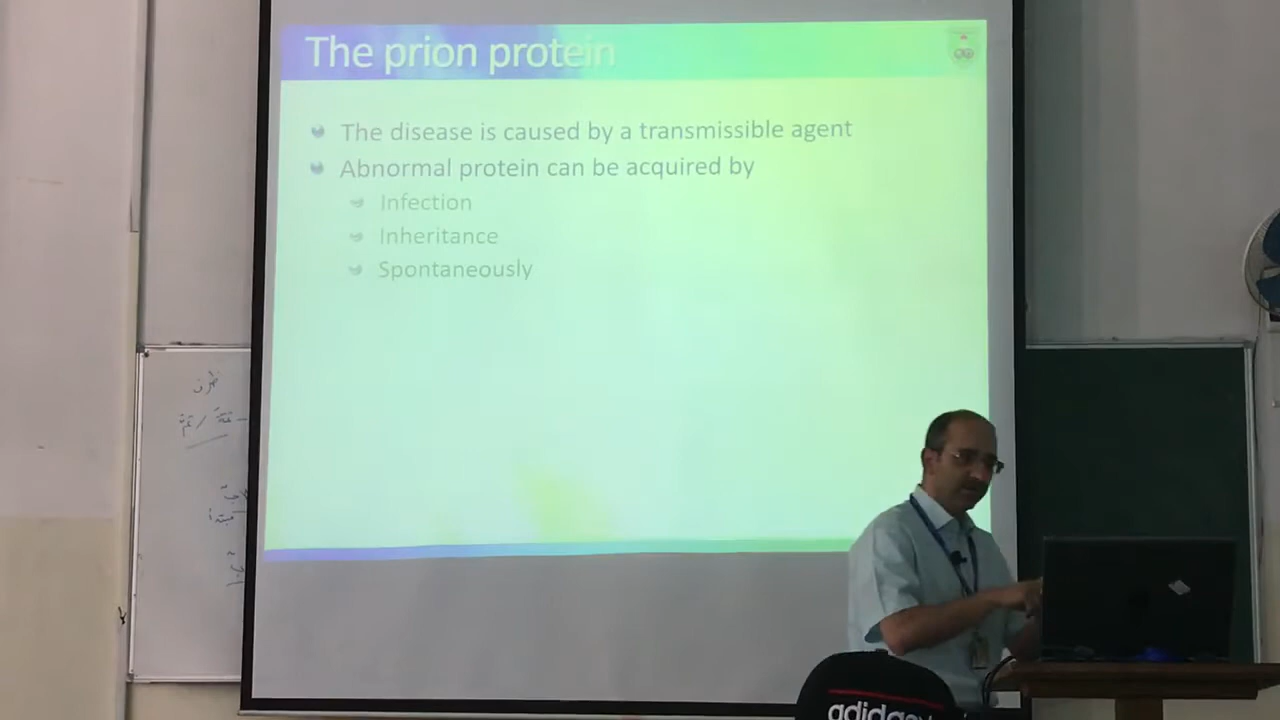 The prion protein
The disease is caused by a transmissible agent
Abnormal protein can be acquired by
Infection
Inheritance
Spontaneously
ظرف
adidas